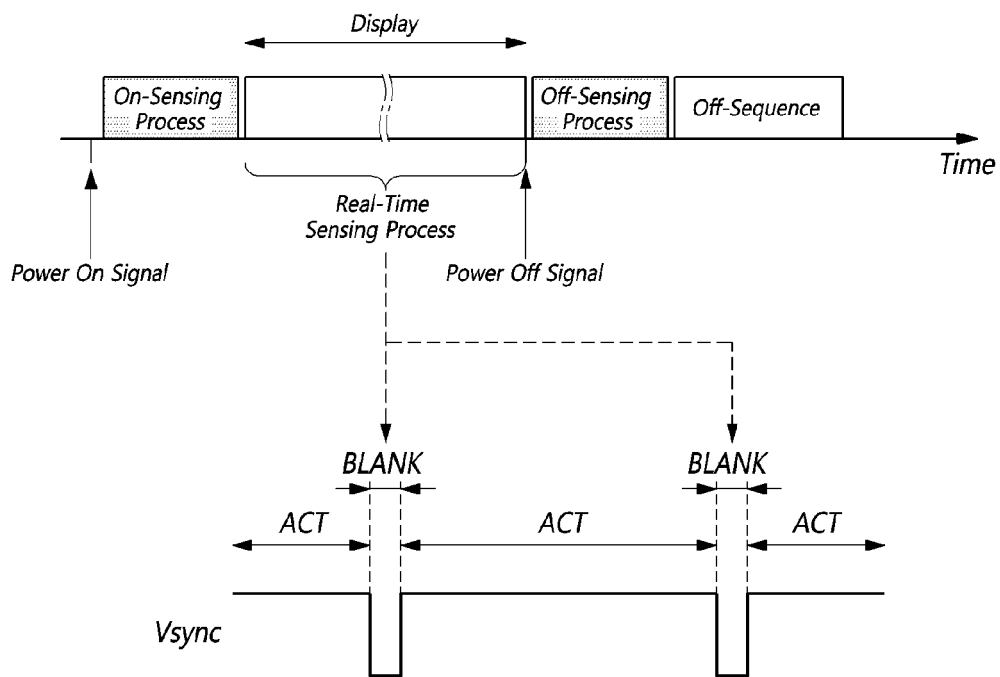 Display
On-Sensing
Process
Off-Sensing
Process
Off-Sequence
Time
Real-Time
Sensing Process
Power On Signal
Power Off Signal
BLANK
BLANK
ACT
ACT
ACT
Vsync